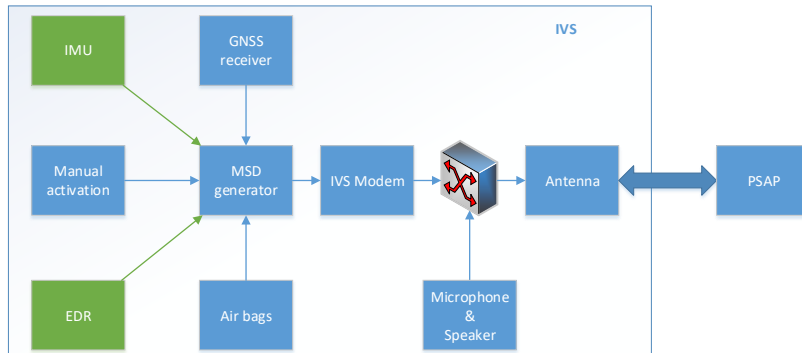 IVS
IMU
GNSS
receiver
Manual
activation
MSD
generator
IVS Modem
Antenna
PSAP
EDR
Air bags
Microphone
&
Speaker